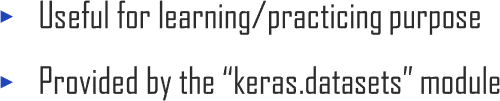 ▸ Useful for learning/practicing purpose
▸ Provided by the “keras.datasets” module